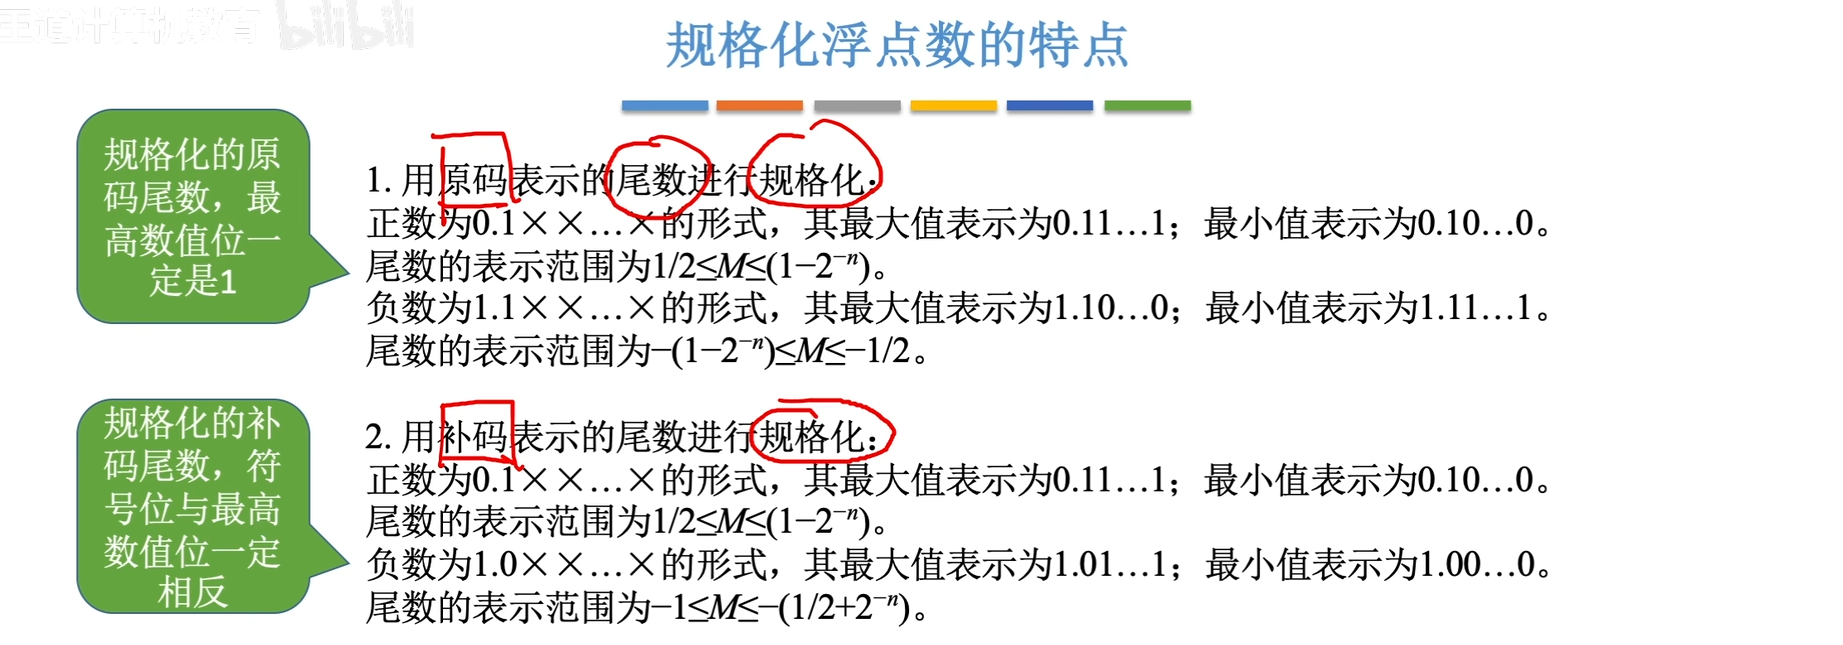 王道计算机教育 bilibili
规格化浮点数的特点
规格化的原
码尾数，最
高数值位一
定是1
1. 用原码表示的尾数进行规格化：
正数为0.1××…×的形式，其最大值表示为0.11…1；最小值表示为0.10…0。
尾数的表示范围为1/2≤M≤(1−2⁻ⁿ)。
负数为1.1××…×的形式，其最大值表示为1.10…0；最小值表示为1.11…1。
尾数的表示范围为−(1−2⁻ⁿ)≤M≤−1/2。
规格化的补
码尾数，符
号位与最高
数值位一定
相反
2. 用补码表示的尾数进行规格化：
正数为0.1××…×的形式，其最大值表示为0.11…1；最小值表示为0.10…0。
尾数的表示范围为1/2≤M≤(1−2⁻ⁿ)。
负数为1.0××…×的形式，其最大值表示为1.01…1；最小值表示为1.00…0。
尾数的表示范围为−1≤M≤−(1/2+2⁻ⁿ)。